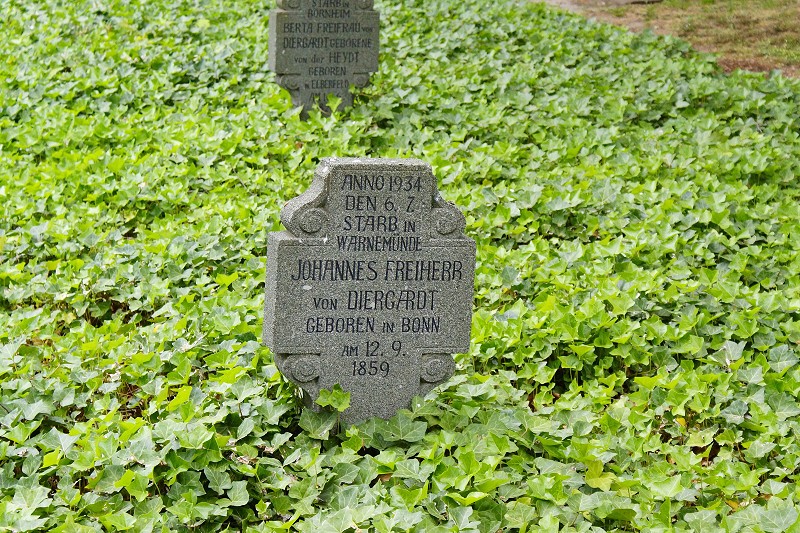 STARB IN
BORNHEIM
BERTA FREIFRAU VON
DIERGARDT GEBORENE
von der HEYDT
GEBOREN
IN ELBERFELD
ANNO 1934
DEN 6. 7.
STARB IN
WARNEMÜNDE
JOHANNES FREIHERR
VON DIERGARDT
GEBOREN IN BONN
AM 12. 9.
1859